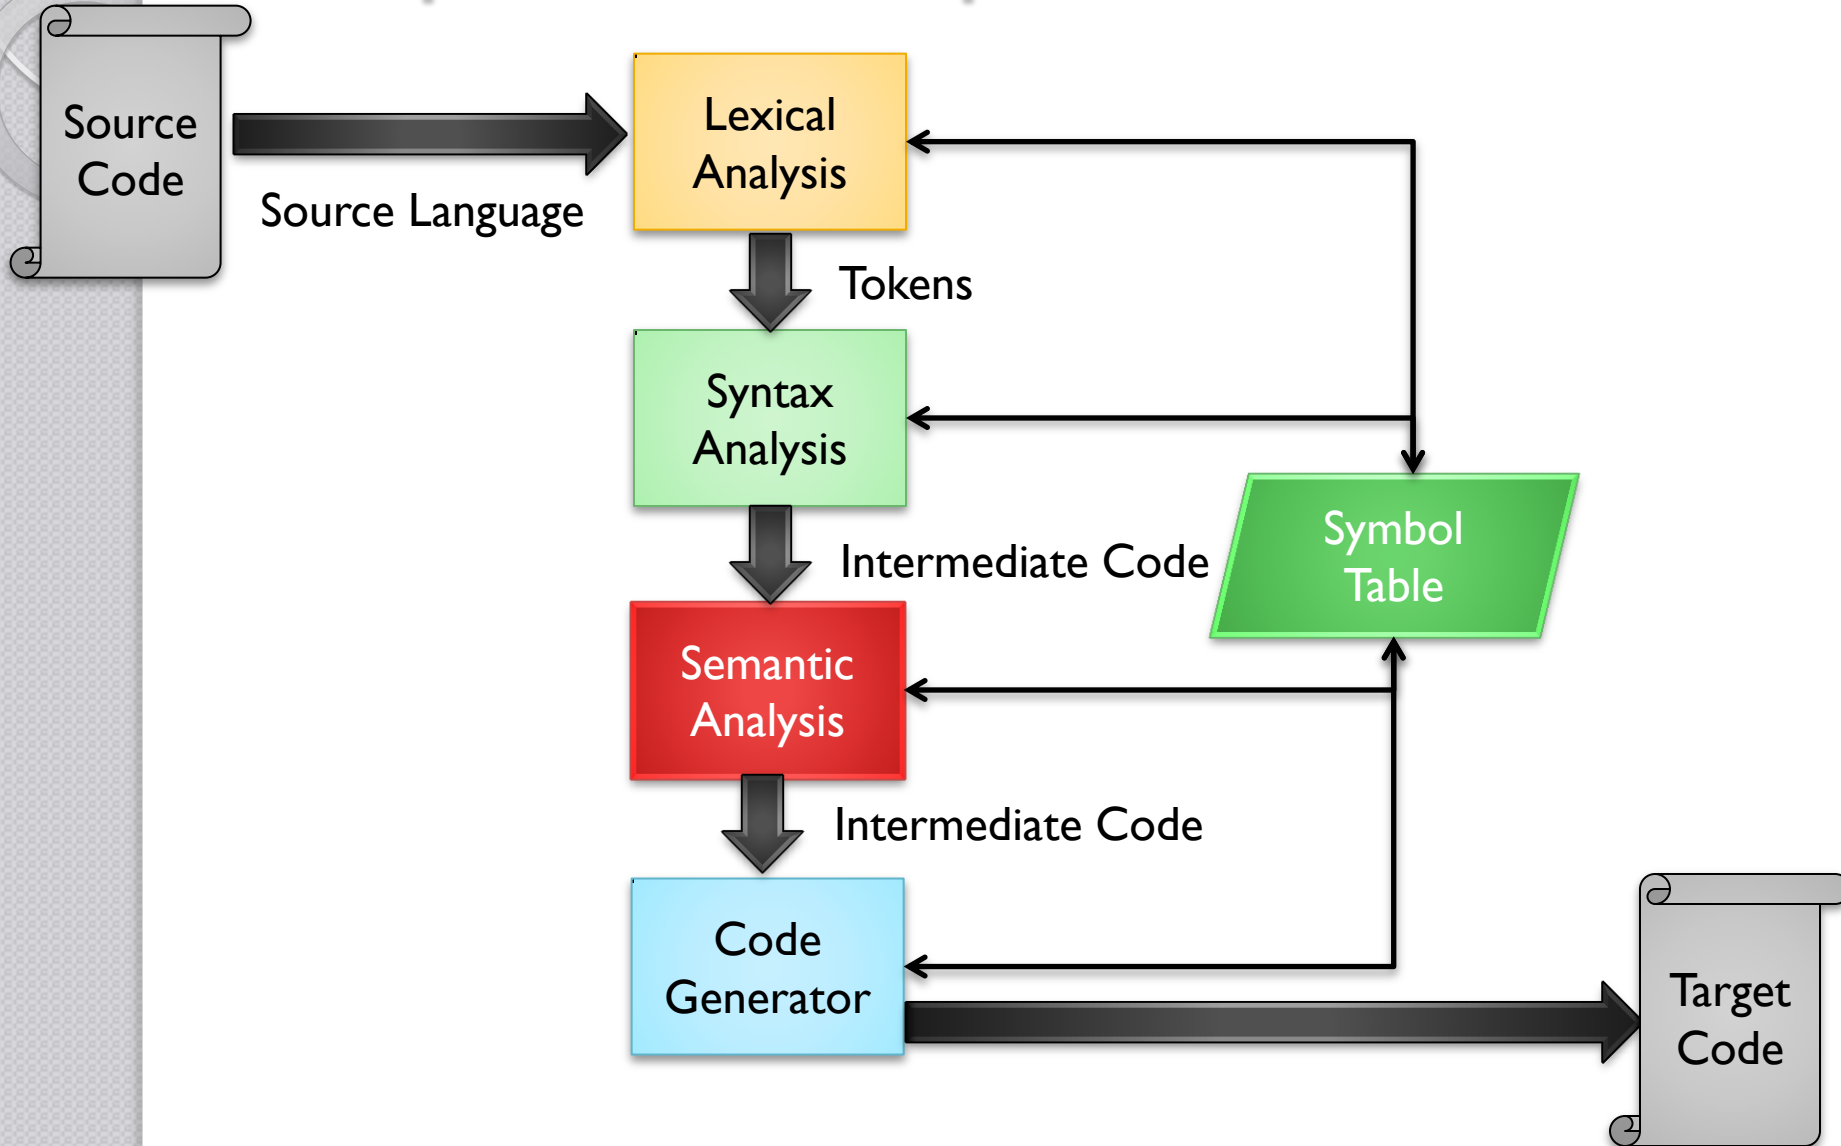 Source
Code
Source Language
Lexical
Analysis
Tokens
Syntax
Analysis
Intermediate Code
Symbol
Table
Semantic
Analysis
Intermediate Code
Code
Generator
Target
Code